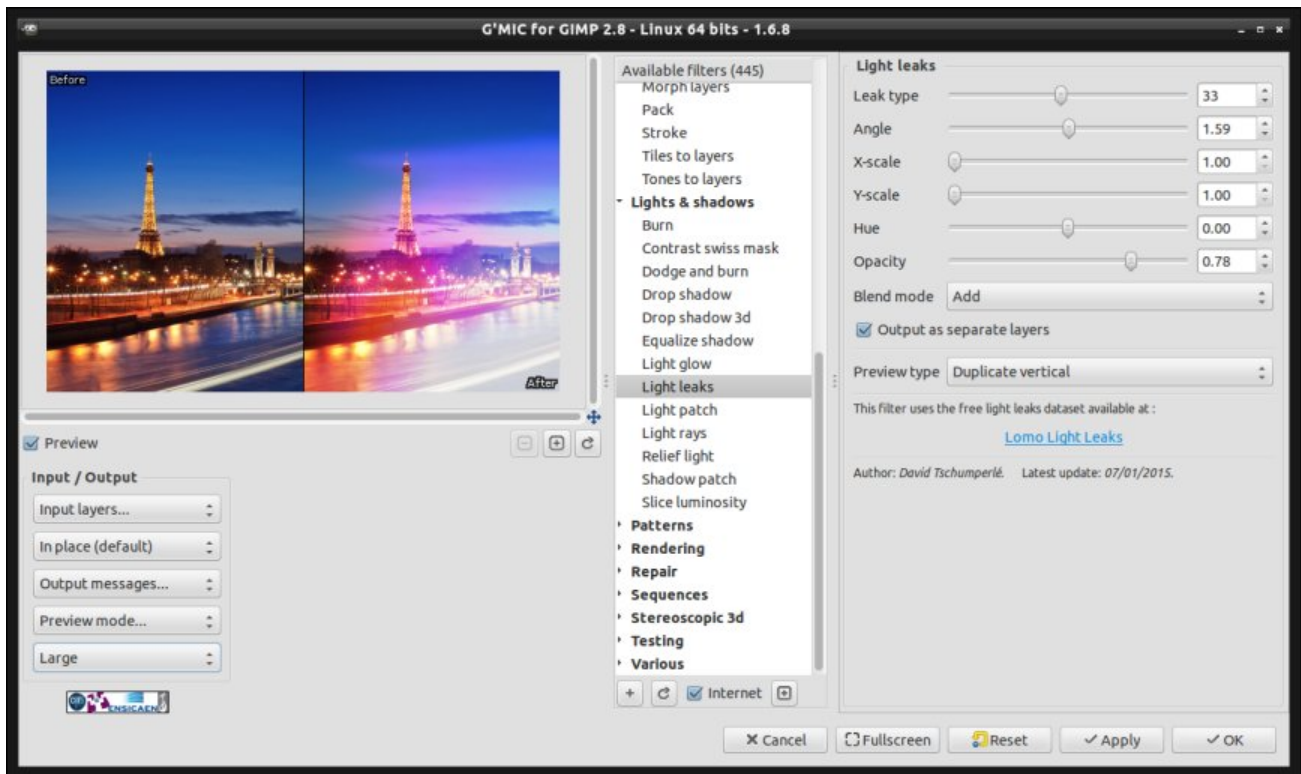 G'MIC for GIMP 2.8 - Linux 64 bits - 1.6.8
Before
After
Preview
Input / Output
Input layers...
In place (default)
Output messages...
Preview mode...
Large
ENSICAEN
Available filters (445)
Morph layers
Pack
Stroke
Tiles to layers
Tones to layers
Lights & shadows
Burn
Contrast swiss mask
Dodge and burn
Drop shadow
Drop shadow 3d
Equalize shadow
Light glow
Light leaks
Light patch
Light rays
Relief light
Shadow patch
Slice luminosity
Patterns
Rendering
Repair
Sequences
Stereoscopic 3d
Testing
Various
Internet
Light leaks
Leak type 33
Angle 1.59
X-scale 1.00
Y-scale 1.00
Hue 0.00
Opacity 0.78
Blend mode Add
Output as separate layers
Preview type Duplicate vertical
This filter uses the free light leaks dataset available at :
Lomo Light Leaks
Author: David Tschumperlé. Latest update: 07/01/2015.
Cancel
Fullscreen
Reset
Apply
OK